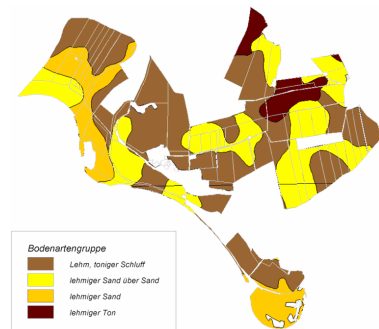 Bodenartengruppe
Lehm, toniger Schluff
lehmiger Sand über Sand
lehmiger Sand
lehmiger Ton